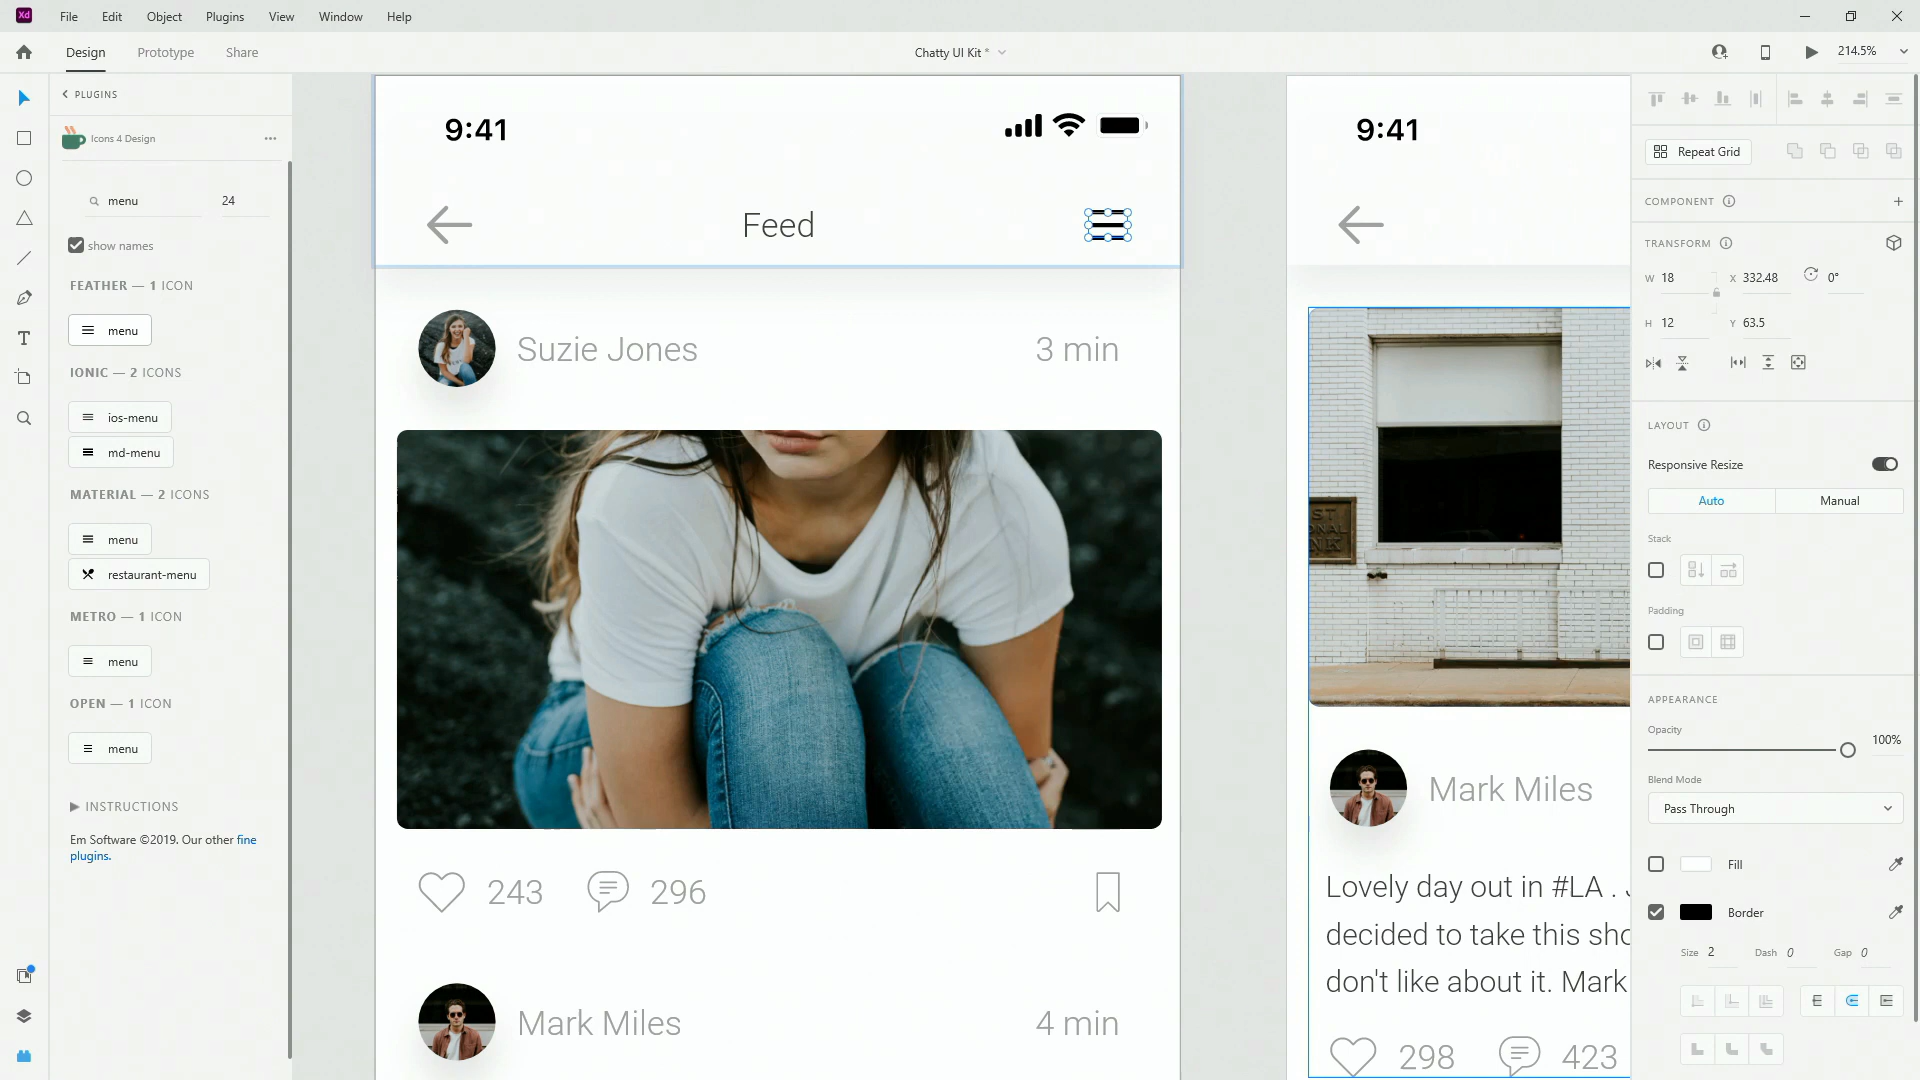 Xd File Edit Object Plugins View Window Help
Design Prototype Share
Chatty UI Kit *
214.5%
PLUGINS
Icons 4 Design
menu 24
show names
FEATHER — 1 ICON
menu
IONIC — 2 ICONS
ios-menu
md-menu
MATERIAL — 2 ICONS
menu
restaurant-menu
METRO — 1 ICON
menu
OPEN — 1 ICON
menu
INSTRUCTIONS
Em Software ©2019. Our other fine
plugins.
9:41
Feed
Suzie Jones 3 min
243 296
Mark Miles 4 min
9:41
Mark Miles
Lovely day out in #LA .
decided to take this sho
don't like about it. Mark
298 423
Repeat Grid
COMPONENT
TRANSFORM
W 18 X 332.48 0°
H 12 Y 63.5
LAYOUT
Responsive Resize
Auto Manual
Stack
Padding
APPEARANCE
Opacity
100%
Blend Mode
Pass Through
Fill
Border
Size 2 Dash 0 Gap 0